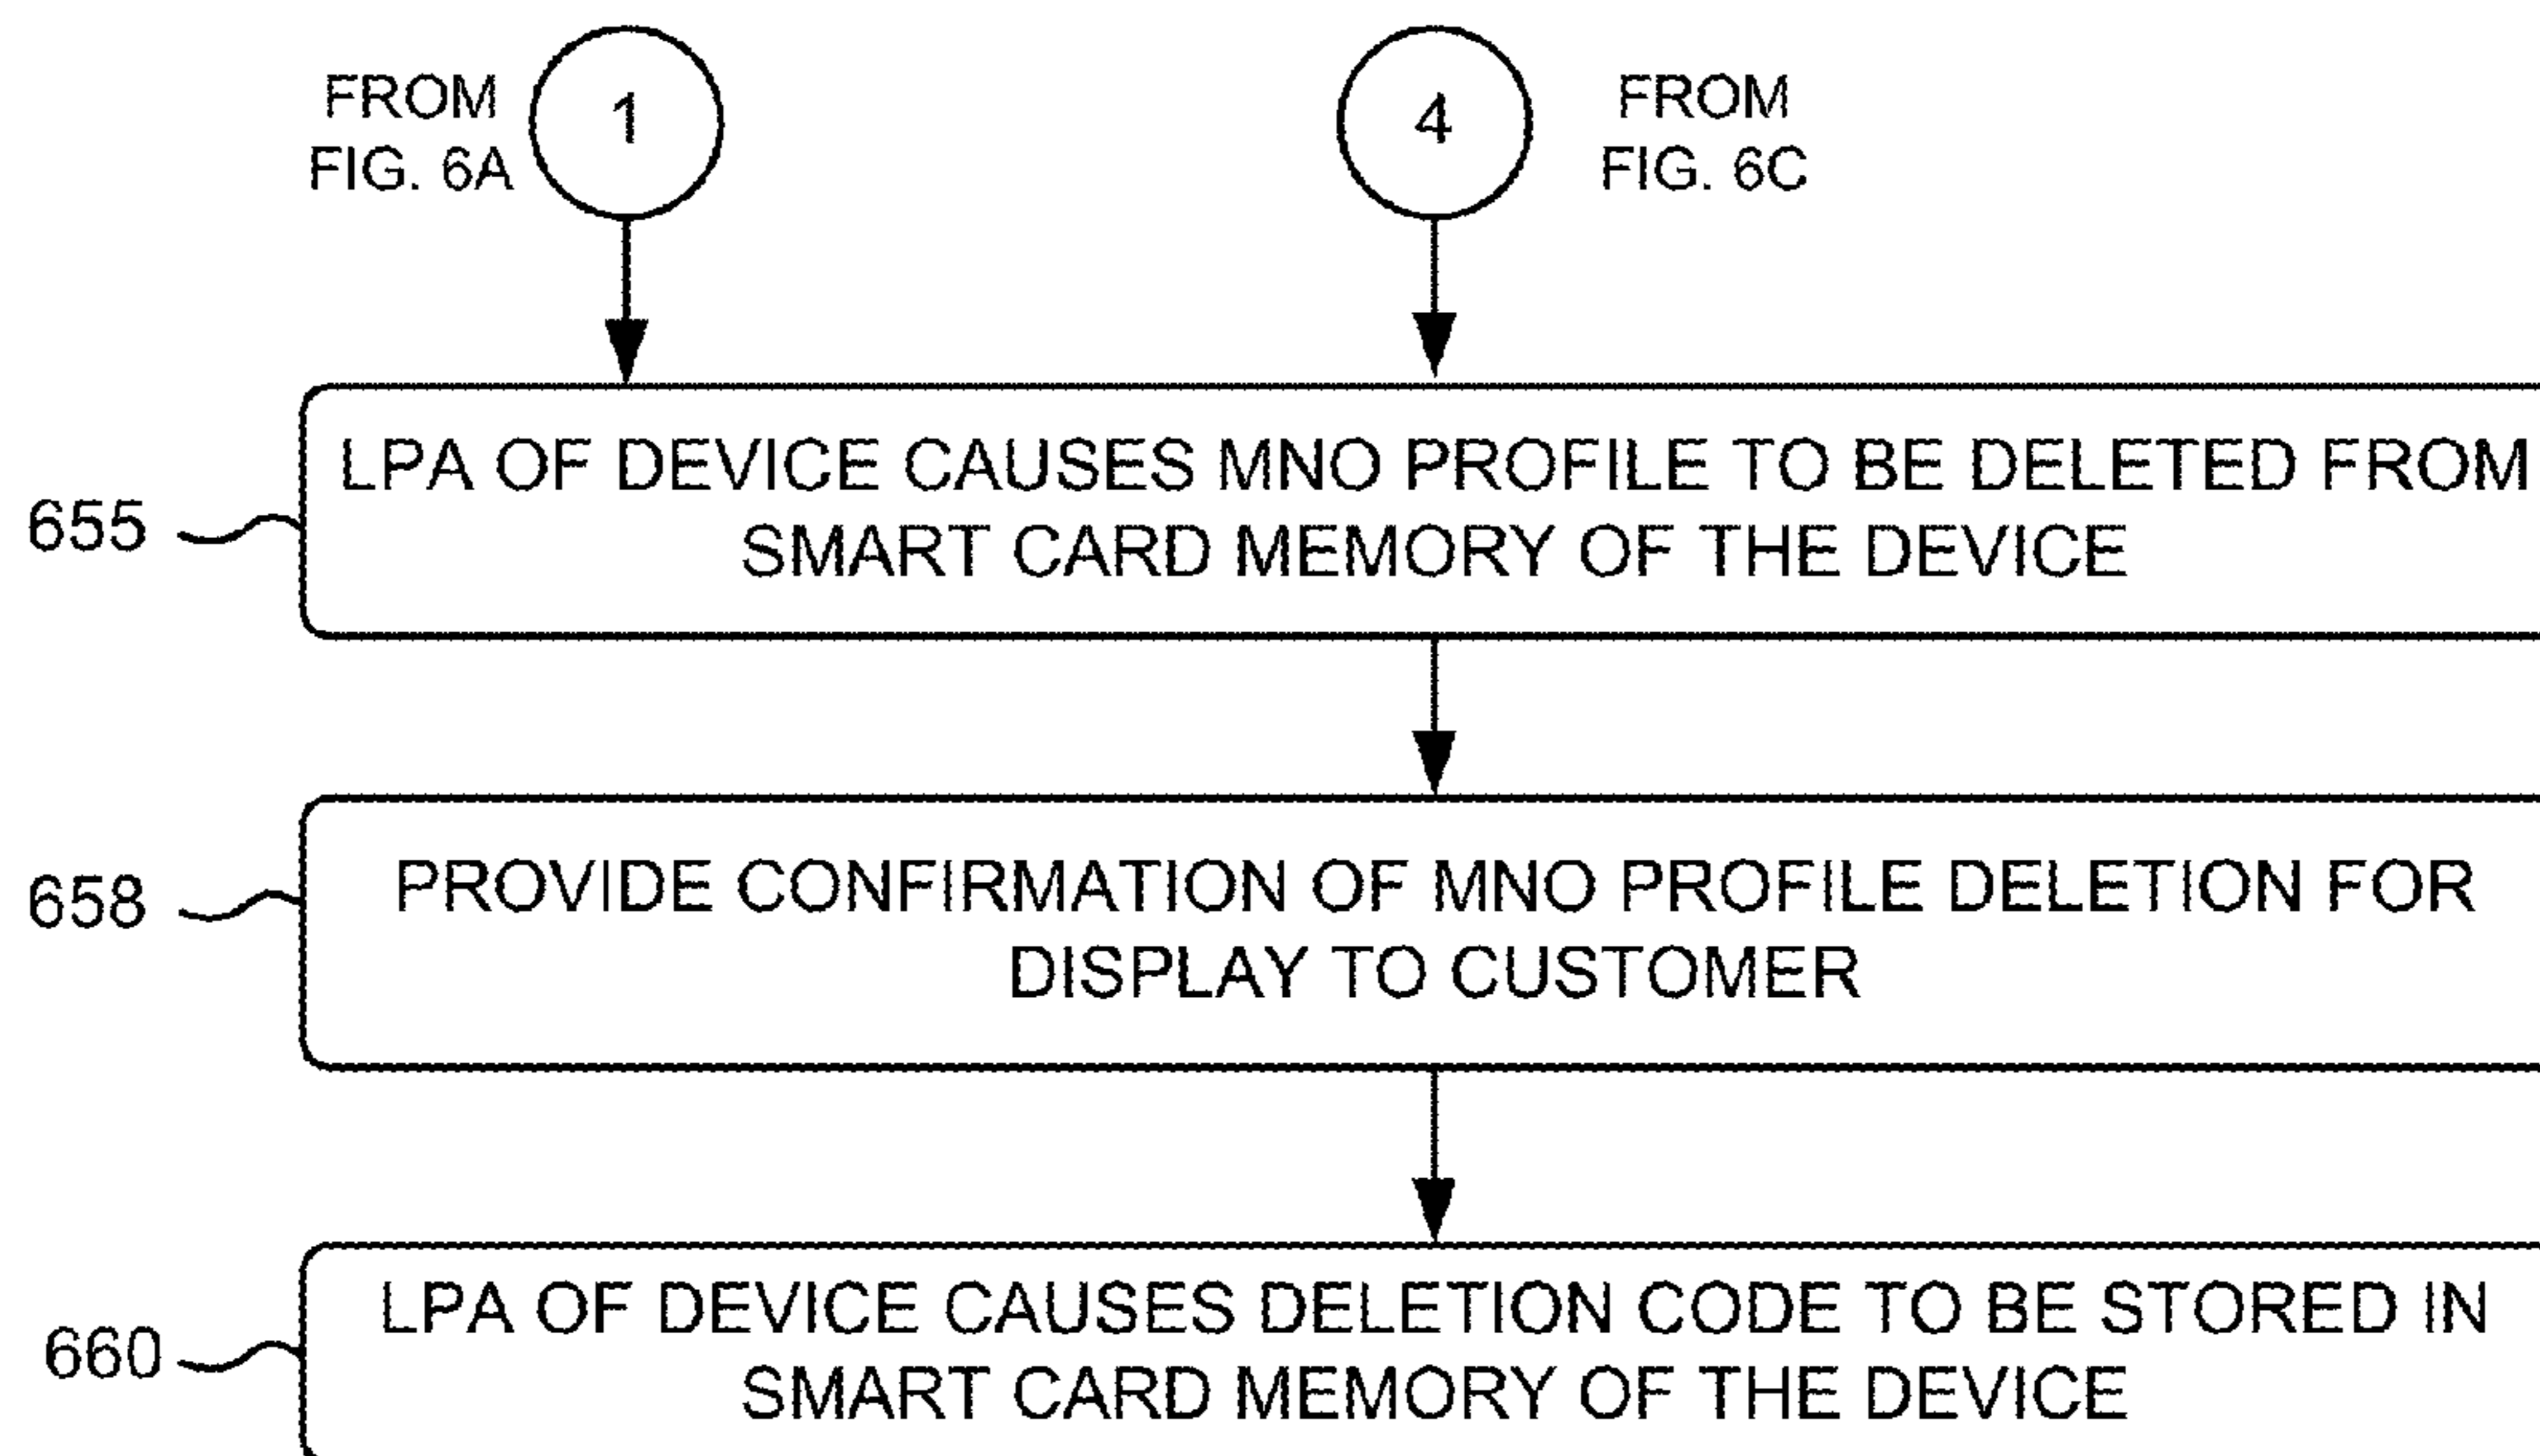 FROM
FIG. 6A
1
4
FROM
FIG. 6C
655
LPA OF DEVICE CAUSES MNO PROFILE TO BE DELETED FROM
SMART CARD MEMORY OF THE DEVICE
658
PROVIDE CONFIRMATION OF MNO PROFILE DELETION FOR
DISPLAY TO CUSTOMER
660
LPA OF DEVICE CAUSES DELETION CODE TO BE STORED IN
SMART CARD MEMORY OF THE DEVICE